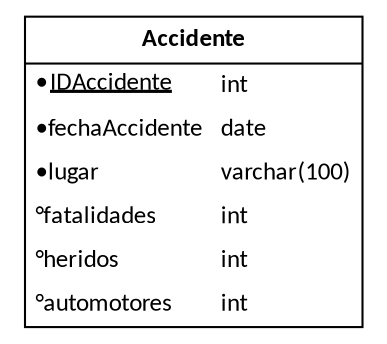 Accidente
•IDAccidente int
•fechaAccidente date
•lugar varchar(100)
°fatalidades int
°heridos int
°automotores int